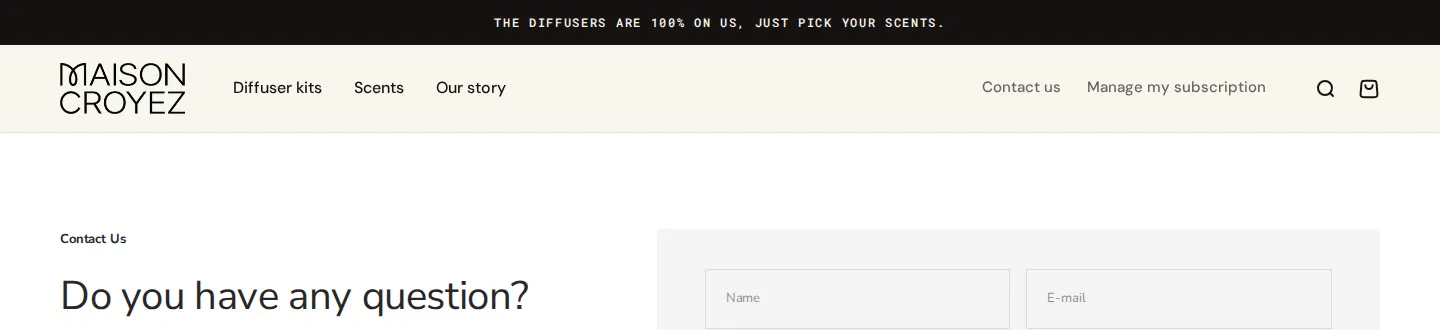 THE DIFFUSERS ARE 100% ON US, JUST PICK YOUR SCENTS.
MAISON
CROYEZ
Diffuser kits
Scents
Our story
Contact us
Manage my subscription
Contact Us
Do you have any question?
Name
E-mail